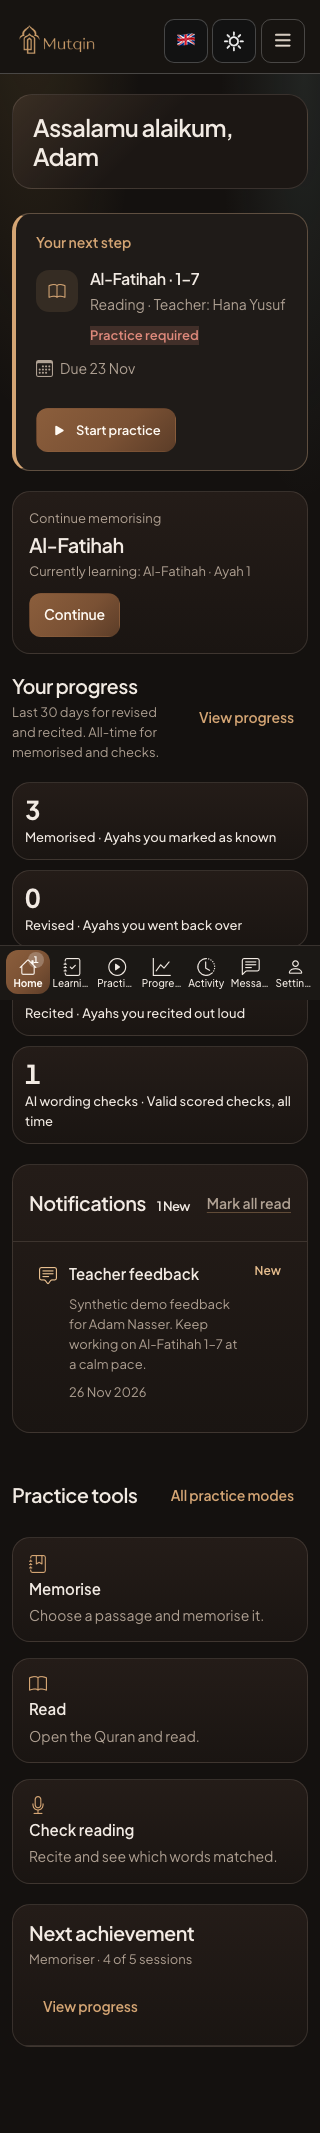 Mutqin
Assalamu alaikum,
Adam
Your next step
Al-Fatihah · 1–7
Reading · Teacher: Hana Yusuf
Practice required
Due 23 Nov
Start practice
Continue memorising
Al-Fatihah
Currently learning: Al-Fatihah · Ayah 1
Continue
Your progress
Last 30 days for revised
and recited. All-time for
memorised and checks.
View progress
3
Memorised · Ayahs you marked as known
0
Revised · Ayahs you went back over
1
Home
Learni…
Practi…
Progre…
Activity
Messa…
Settin…
Recited · Ayahs you recited out loud
1
AI wording checks · Valid scored checks, all
time
Notifications 1 New Mark all read
Teacher feedback New
Synthetic demo feedback
for Adam Nasser. Keep
working on Al-Fatihah 1–7 at
a calm pace.
26 Nov 2026
Practice tools All practice modes
Memorise
Choose a passage and memorise it.
Read
Open the Quran and read.
Check reading
Recite and see which words matched.
Next achievement
Memoriser · 4 of 5 sessions
View progress